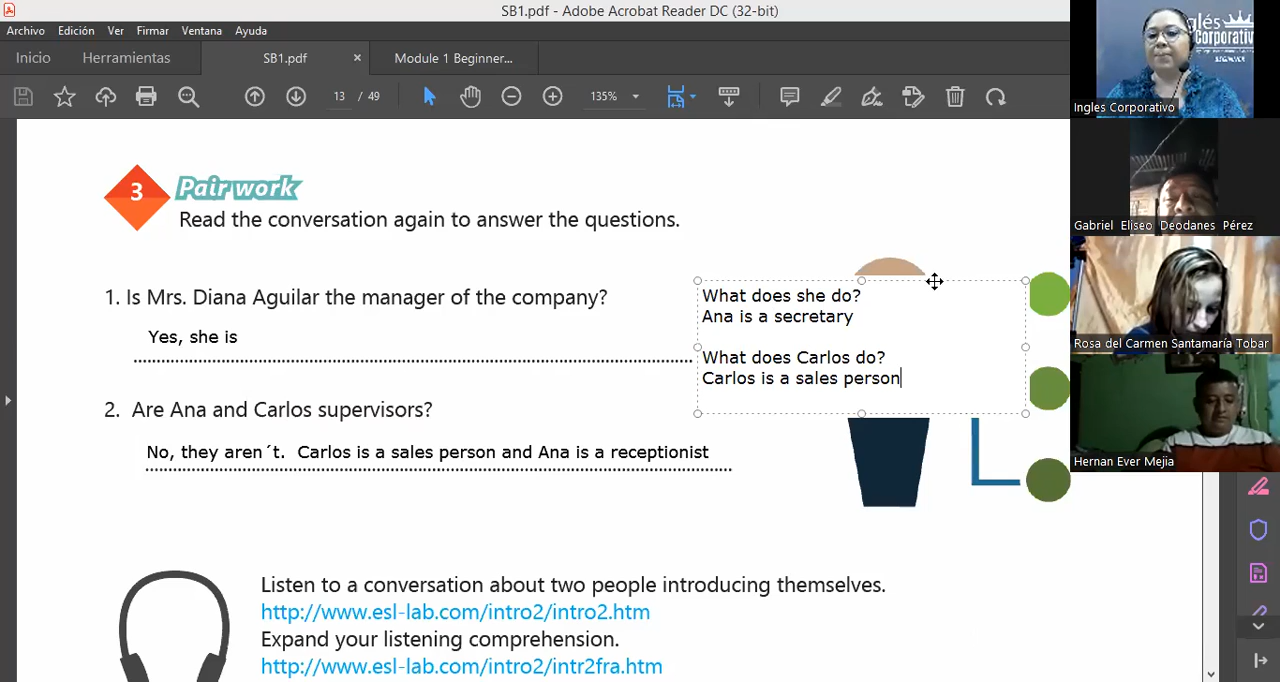 SB1.pdf - Adobe Acrobat Reader DC (32-bit)
Archivo Edición Ver Firmar Ventana Ayuda
Inicio Herramientas SB1.pdf × Module 1 Beginner...
13 / 49 135%
3 Pair work
Read the conversation again to answer the questions.
1. Is Mrs. Diana Aguilar the manager of the company?
Yes, she is
2. Are Ana and Carlos supervisors?
No, they aren´t. Carlos is a sales person and Ana is a receptionist
What does she do?
Ana is a secretary
What does Carlos do?
Carlos is a sales person
Listen to a conversation about two people introducing themselves.
http://www.esl-lab.com/intro2/intro2.htm
Expand your listening comprehension.
http://www.esl-lab.com/intro2/intr2fra.htm
Corporativo
Ingles Corporativo
Gabriel Eliseo Deodanes Pérez
Rosa del Carmen Santamaría Tobar
Hernan Ever Mejia